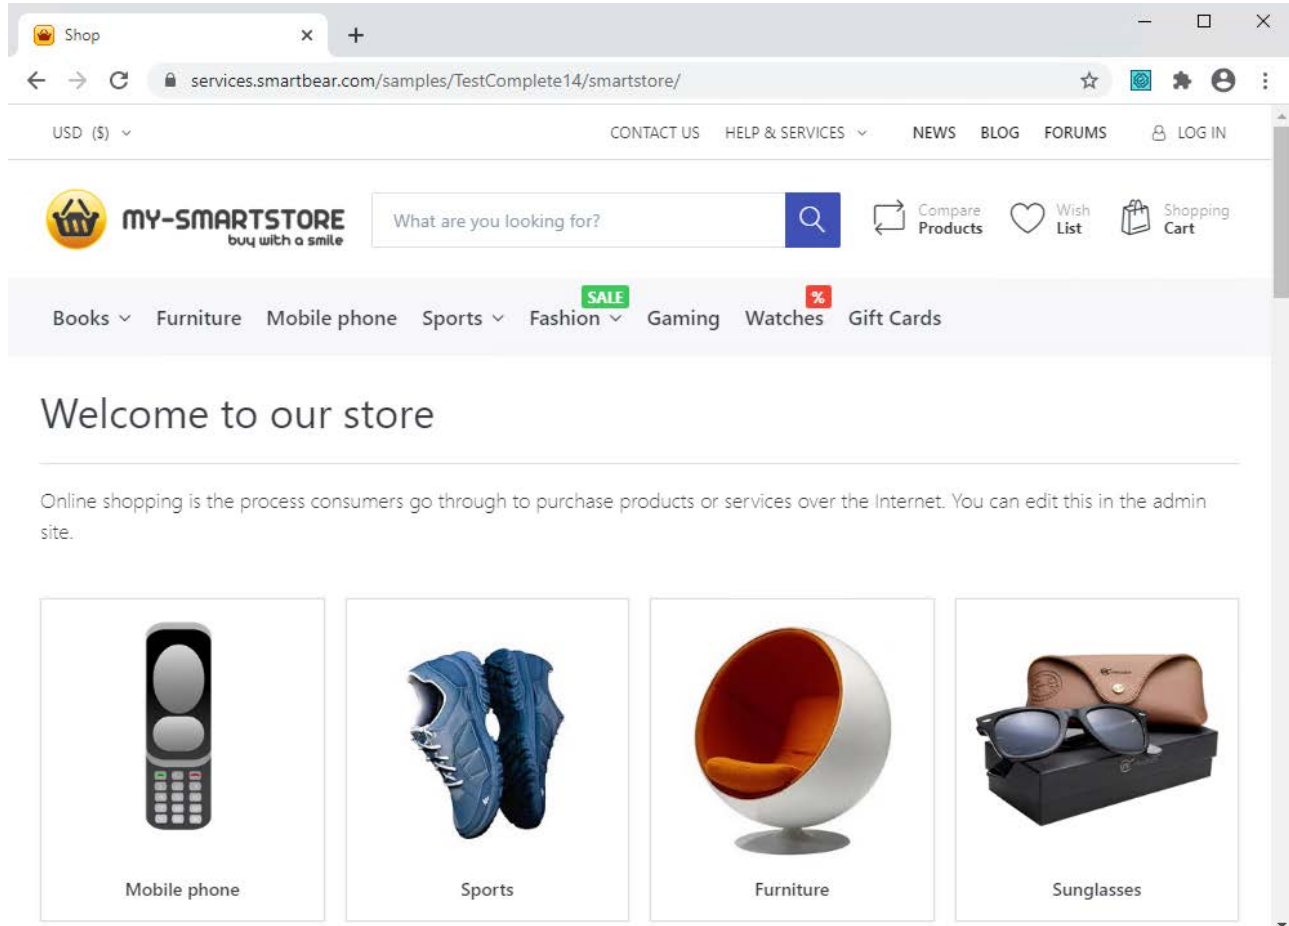 Shop
services.smartbear.com/samples/TestComplete14/smartstore/
USD ($) CONTACT US HELP & SERVICES NEWS BLOG FORUMS LOG IN
MY-SMARTSTORE
buy with a smile
What are you looking for?
Compare
Products
Wish
List
Shopping
Cart
SALE %
Books Furniture Mobile phone Sports Fashion Gaming Watches Gift Cards
Welcome to our store
Online shopping is the process consumers go through to purchase products or services over the Internet. You can edit this in the admin
site.
Mobile phone Sports Furniture Sunglasses